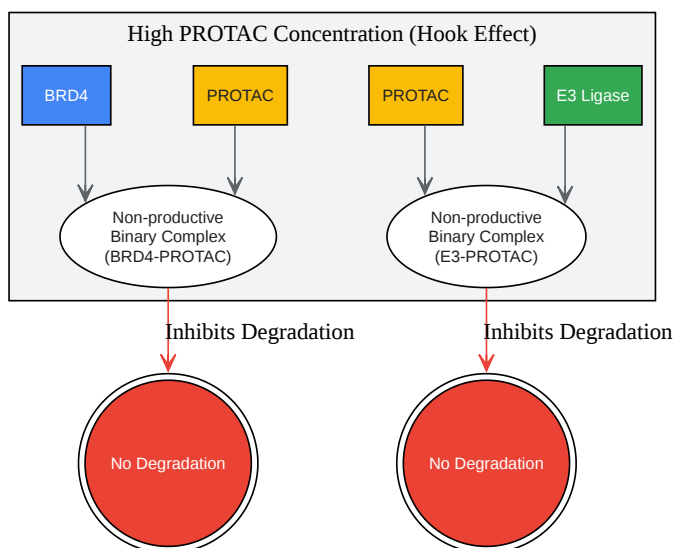 High PROTAC Concentration (Hook Effect)
BRD4
PROTAC
PROTAC
E3 Ligase
Non-productive
Binary Complex
(BRD4-PROTAC)
Non-productive
Binary Complex
(E3-PROTAC)
Inhibits Degradation
Inhibits Degradation
No Degradation
No Degradation